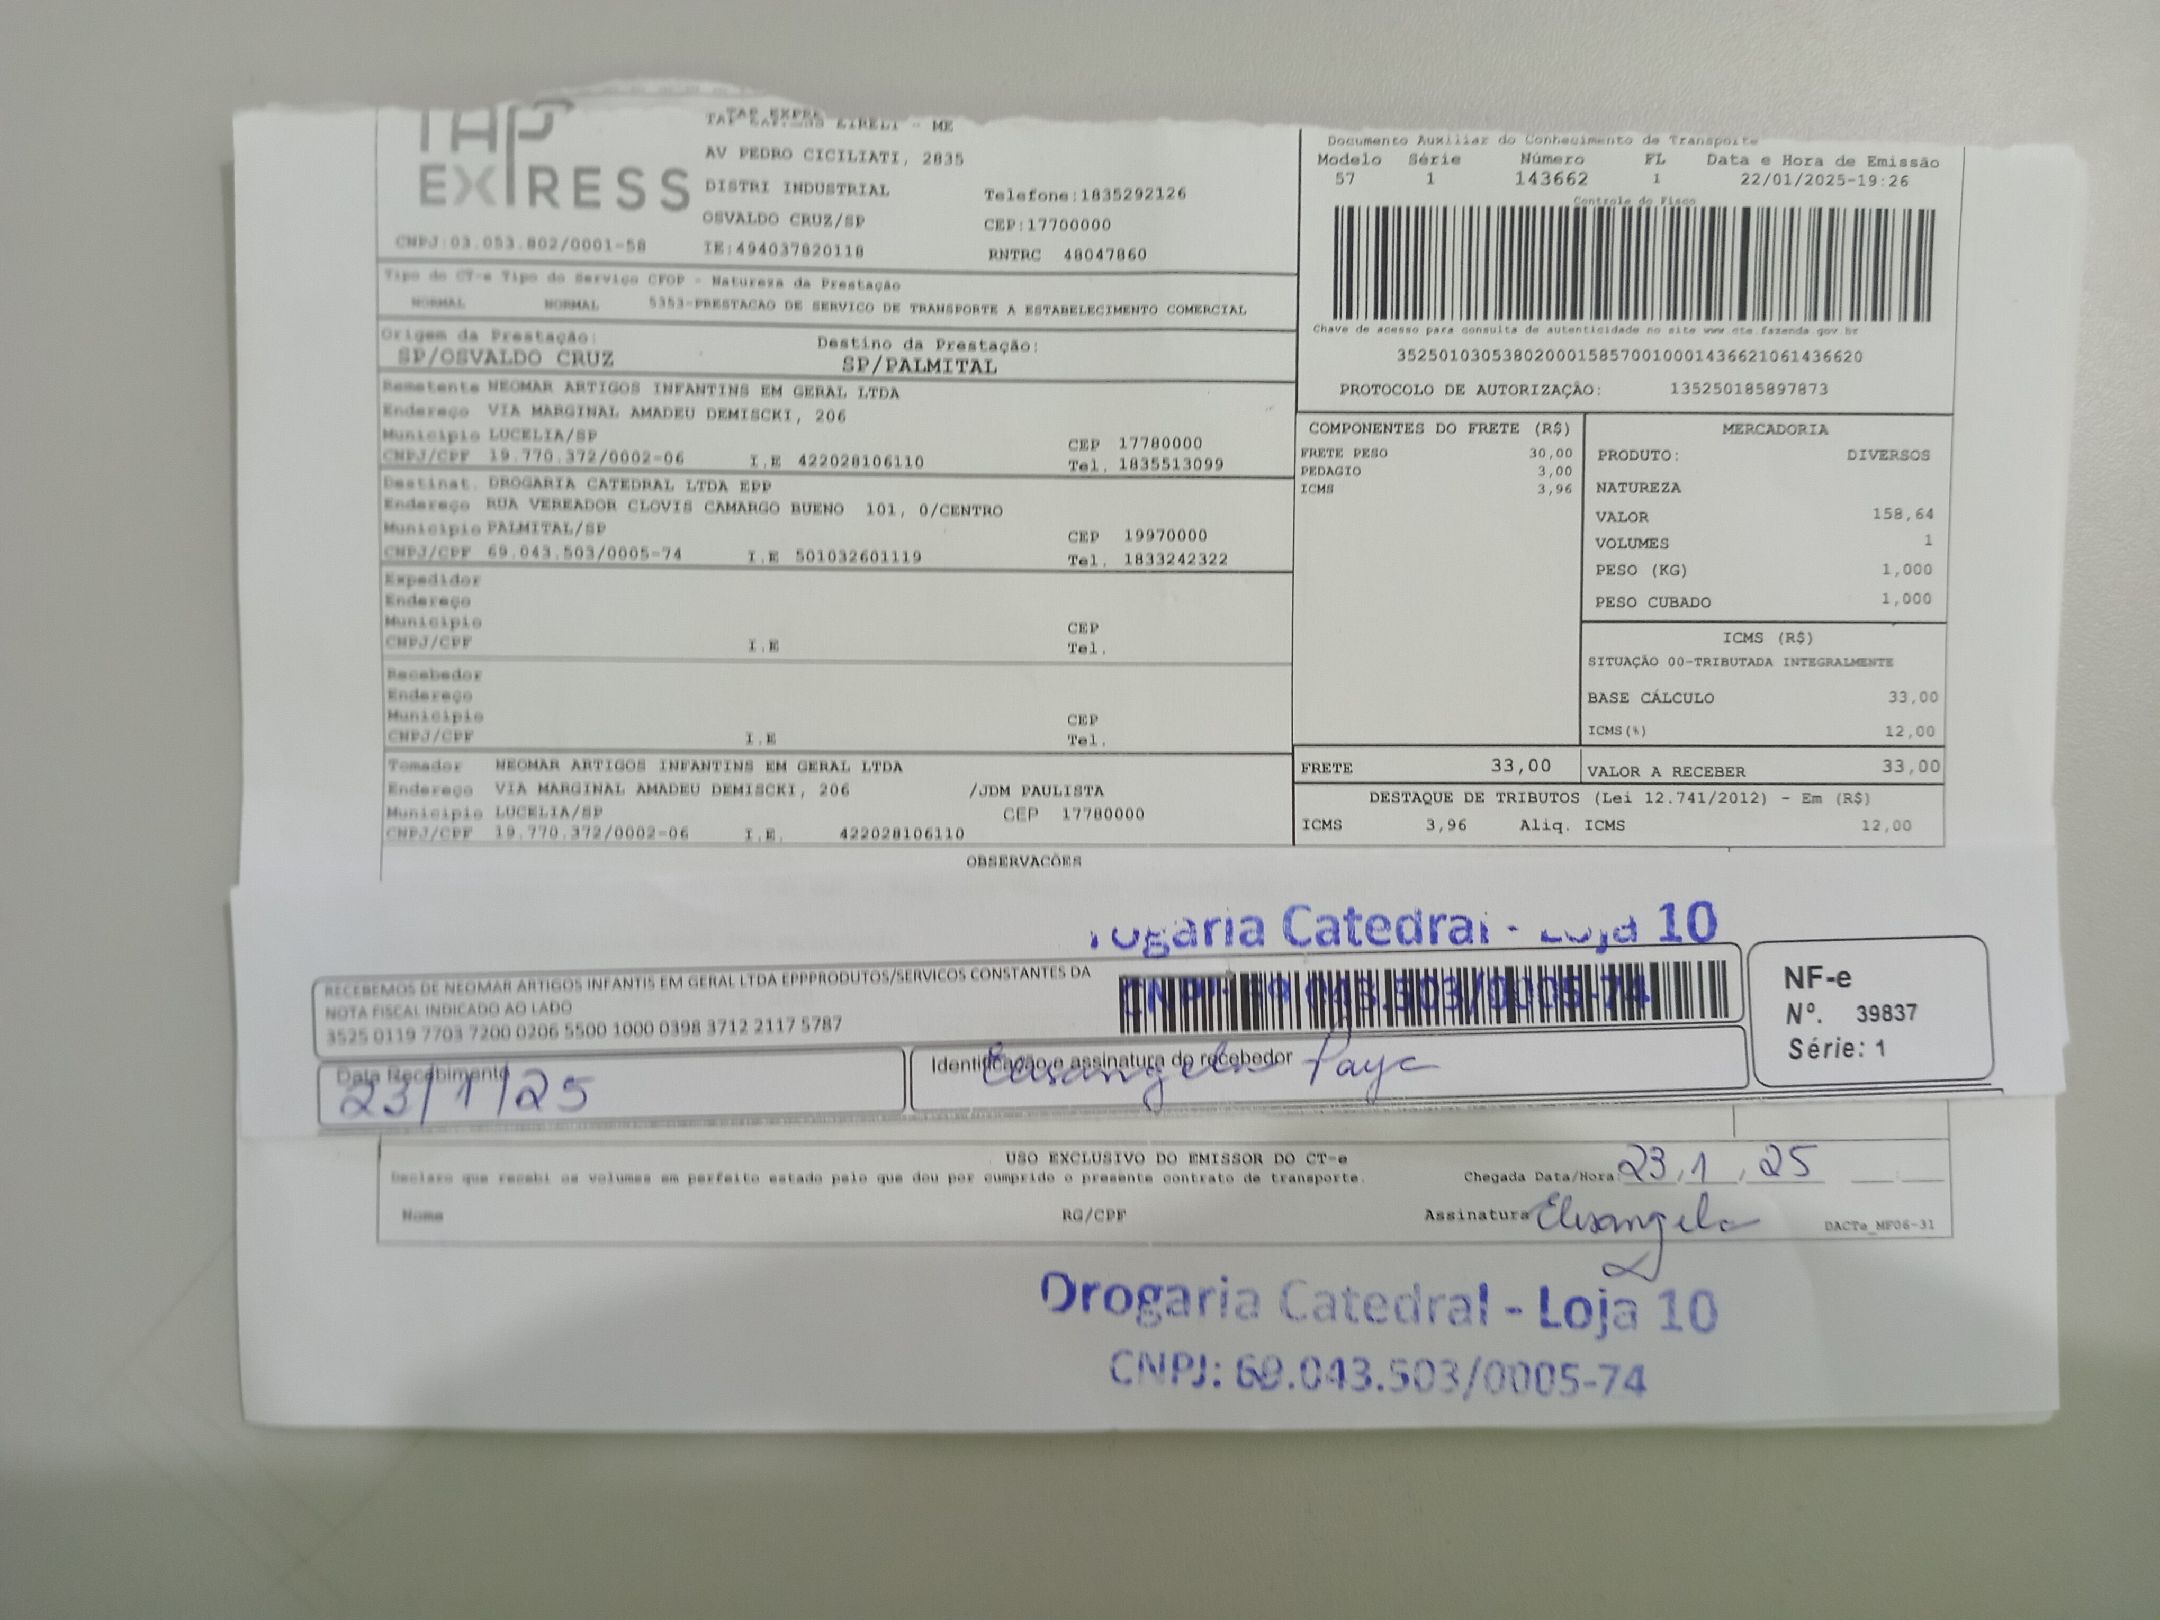 TAP
EXPRESS
TAP EXPRESS EIRELI - ME
AV PEDRO CICILIATI, 2835
DISTRI INDUSTRIAL
Telefone:1835292126
OSVALDO CRUZ/SP
CEP:17700000
CNPJ:03.053.802/0001-58
IE:494037820118
RNTRC 48047860
Documento Auxiliar do Conhecimento de Transporte
Modelo Série Número FL Data e Hora de Emissão
57 1 143662 1 22/01/2025-19:26
Controle do Fisco
Chave de acesso para consulta de autenticidade no site www.cte.fazenda.gov.br
35250103053802000158570010001436621061436620
PROTOCOLO DE AUTORIZAÇÃO: 135250185897873
Tipo do CT-e Tipo do Serviço CFOP - Natureza da Prestação
NORMAL NORMAL 5353-PRESTACAO DE SERVICO DE TRANSPORTE A ESTABELECIMENTO COMERCIAL
Origem da Prestação: Destino da Prestação:
SP/OSVALDO CRUZ SP/PALMITAL
Remetente NEOMAR ARTIGOS INFANTINS EM GERAL LTDA
Endereço VIA MARGINAL AMADEU DEMISCKI, 206
Município LUCELIA/SP CEP 17780000
CNPJ/CPF 19.770.372/0002-06 I.E 422028106110 Tel. 1835513099
Destinat. DROGARIA CATEDRAL LTDA EPP
Endereço RUA VEREADOR CLOVIS CAMARGO BUENO 101, 0/CENTRO
Município PALMITAL/SP CEP 19970000
CNPJ/CPF 69.043.503/0005-74 I.E 501032601119 Tel. 1833242322
Expedidor
Endereço
Município CEP
CNPJ/CPF I.E Tel.
Recebedor
Endereço
Município CEP
CNPJ/CPF I.E Tel.
Tomador NEOMAR ARTIGOS INFANTINS EM GERAL LTDA
Endereço VIA MARGINAL AMADEU DEMISCKI, 206 /JDM PAULISTA
Município LUCELIA/SP CEP 17780000
CNPJ/CPF 19.770.372/0002-06 I.E. 422028106110
COMPONENTES DO FRETE (R$)
FRETE PESO 30,00
PEDAGIO 3,00
ICMS 3,96
MERCADORIA
PRODUTO: DIVERSOS
NATUREZA
VALOR 158,64
VOLUMES 1
PESO (KG) 1,000
PESO CUBADO 1,000
ICMS (R$)
SITUAÇÃO 00-TRIBUTADA INTEGRALMENTE
BASE CÁLCULO 33,00
ICMS(%) 12,00
FRETE 33,00 VALOR A RECEBER 33,00
DESTAQUE DE TRIBUTOS (Lei 12.741/2012) - Em (R$)
ICMS 3,96 Aliq. ICMS 12,00
OBSERVACÕES
rogaria Catedral - Loja 10
CNPJ: 69.043.503/0005-74
RECEBEMOS DE NEOMAR ARTIGOS INFANTIS EM GERAL LTDA EPPPRODUTOS/SERVICOS CONSTANTES DA
NOTA FISCAL INDICADO AO LADO
3525 0119 7703 7200 0206 5500 1000 0398 3712 2117 5787
NF-e
Nº. 39837
Série: 1
Data Recebimento
23/1/25
Identificação e assinatura do recebedor
Elisangela
USO EXCLUSIVO DO EMISSOR DO CT-e
Declaro que recebi os volumes em perfeito estado pelo que dou por cumprido o presente contrato de transporte.
Chegada Data/Hora 23/1/25
Nome RG/CPF Assinatura Elisangela DACTe_MF06-31
Drogaria Catedral - Loja 10
CNPJ: 69.043.503/0005-74